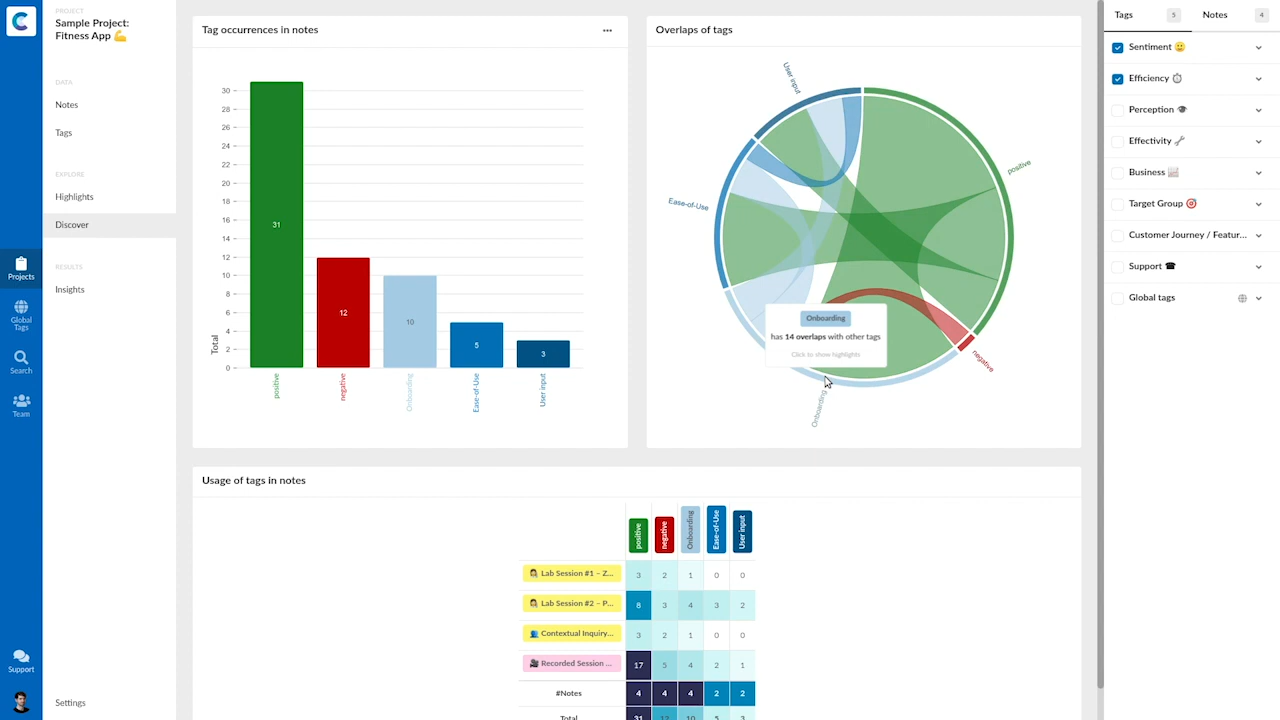 PROJECT
Sample Project:
Fitness App 💪
DATA
Notes
Tags
EXPLORE
Highlights
Discover
RESULTS
Insights
Settings
Projects
Global
Tags
Search
Team
Support
Tag occurrences in notes
30
28
26
24
22
20
18
16
14
12
10
8
6
4
2
0
Total
31
12
10
5
3
positive
negative
Onboarding
Ease-of-Use
User input
Overlaps of tags
User input
positive
Ease-of-Use
negative
Onboarding
Onboarding
has 14 overlaps with other tags
Click to show highlights
Usage of tags in notes
positive negative Onboarding Ease-of-Use User input
Lab Session #1 – Z... 3 2 1 0 0
Lab Session #2 – P... 8 3 4 3 2
Contextual Inquiry... 3 2 1 0 0
Recorded Session ... 17 5 4 2 1
#Notes 4 4 4 2 2
Total 31 12 10 5 3
Tags 5 Notes 4
Sentiment 🙂
Efficiency ⏱
Perception 🎓
Effectivity 🔧
Business 📈
Target Group 🎯
Customer Journey / Featur...
Support ☎
Global tags